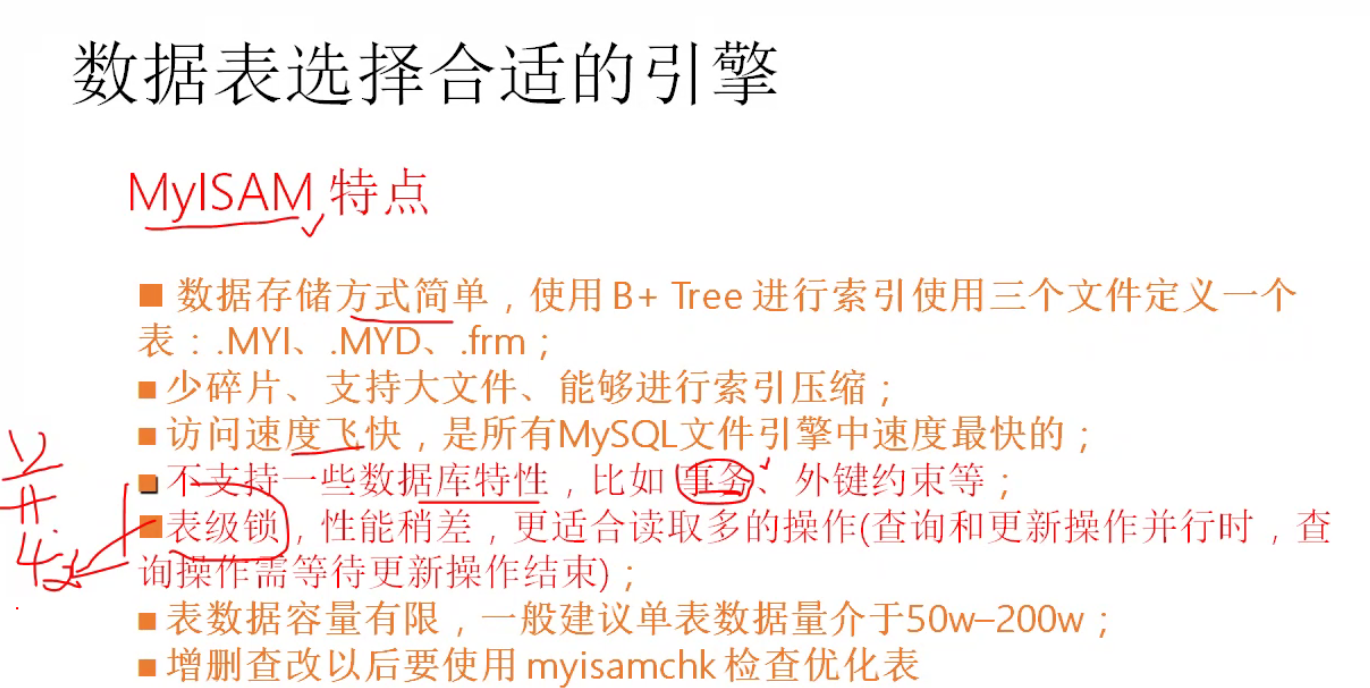 数据表选择合适的引擎
MyISAM 特点
■ 数据存储方式简单，使用 B+ Tree 进行索引使用三个文件定义一个
表：.MYI、.MYD、.frm；
■ 少碎片、支持大文件、能够进行索引压缩；
■ 访问速度飞快，是所有MySQL文件引擎中速度最快的；
■ 不支持一些数据库特性，比如 事务、外键约束等；
■ 表级锁，性能稍差，更适合读取多的操作(查询和更新操作并行时，查
询操作需等待更新操作结束)；
■ 表数据容量有限，一般建议单表数据量介于50w–200w；
■ 增删查改以后要使用 myisamchk 检查优化表